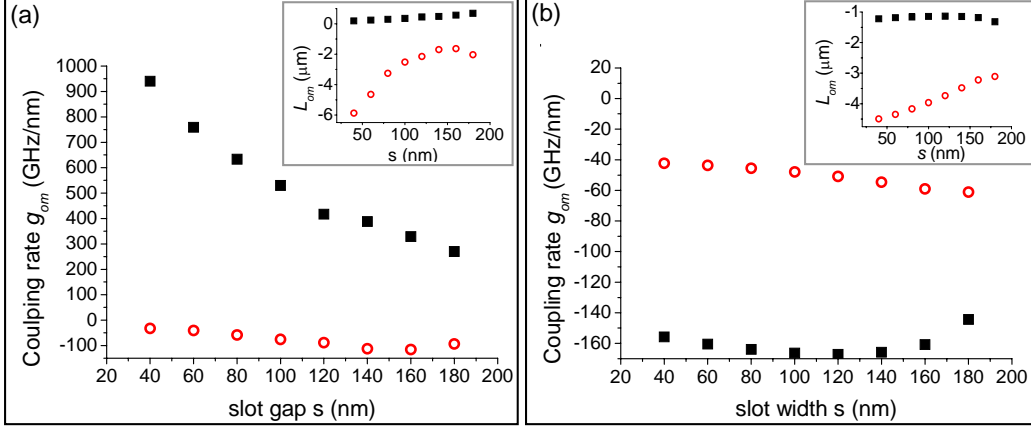 (a)
Coulping rate g_om (GHz/nm)
1000
900
800
700
600
500
400
300
200
100
0
-100
20 40 60 80 100 120 140 160 180 200
slot gap s (nm)
L_om (μm)
0
-2
-4
-6
50 100 150 200
s (nm)
(b)
Coupling rate g_om (GHz/nm)
20
0
-20
-40
-60
-80
-100
-120
-140
-160
20 40 60 80 100 120 140 160 180 200
slot width s (nm)
L_om (μm)
-1
-2
-3
-4
50 100 150 200
s (nm)